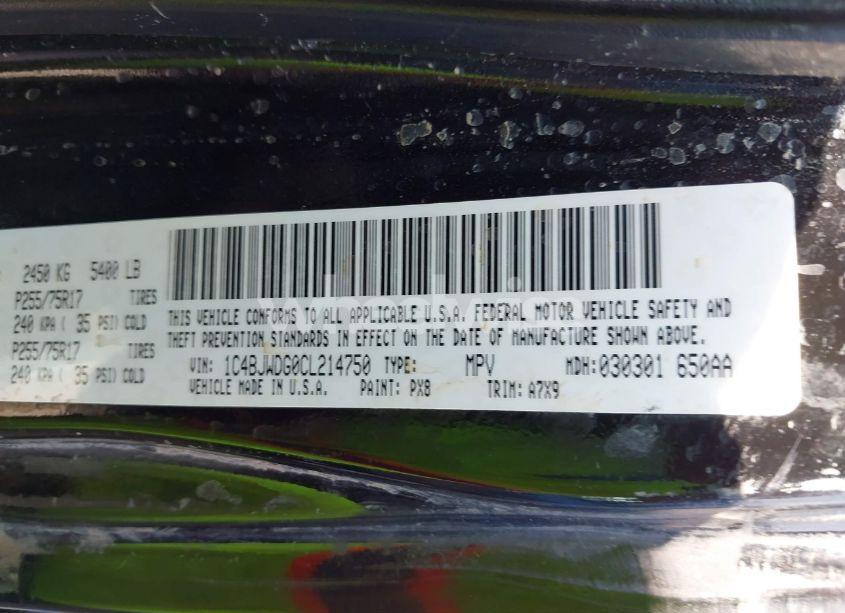 2450 KG 5400 LB
P255/75R17 TIRES
240 KPA ( 35 PSI) COLD
P255/75R17 TIRES
240 KPA ( 35 PSI) COLD
THIS VEHICLE CONFORMS TO ALL APPLICABLE U.S.A. FEDERAL MOTOR VEHICLE SAFETY AND
THEFT PREVENTION STANDARDS IN EFFECT ON THE DATE OF MANUFACTURE SHOWN ABOVE.
VIN: 1C4BJWDG0CL214750 TYPE: MPV MDH: 030301 650AA
VEHICLE MADE IN U.S.A. PAINT: PX8 TRIM: A7X9